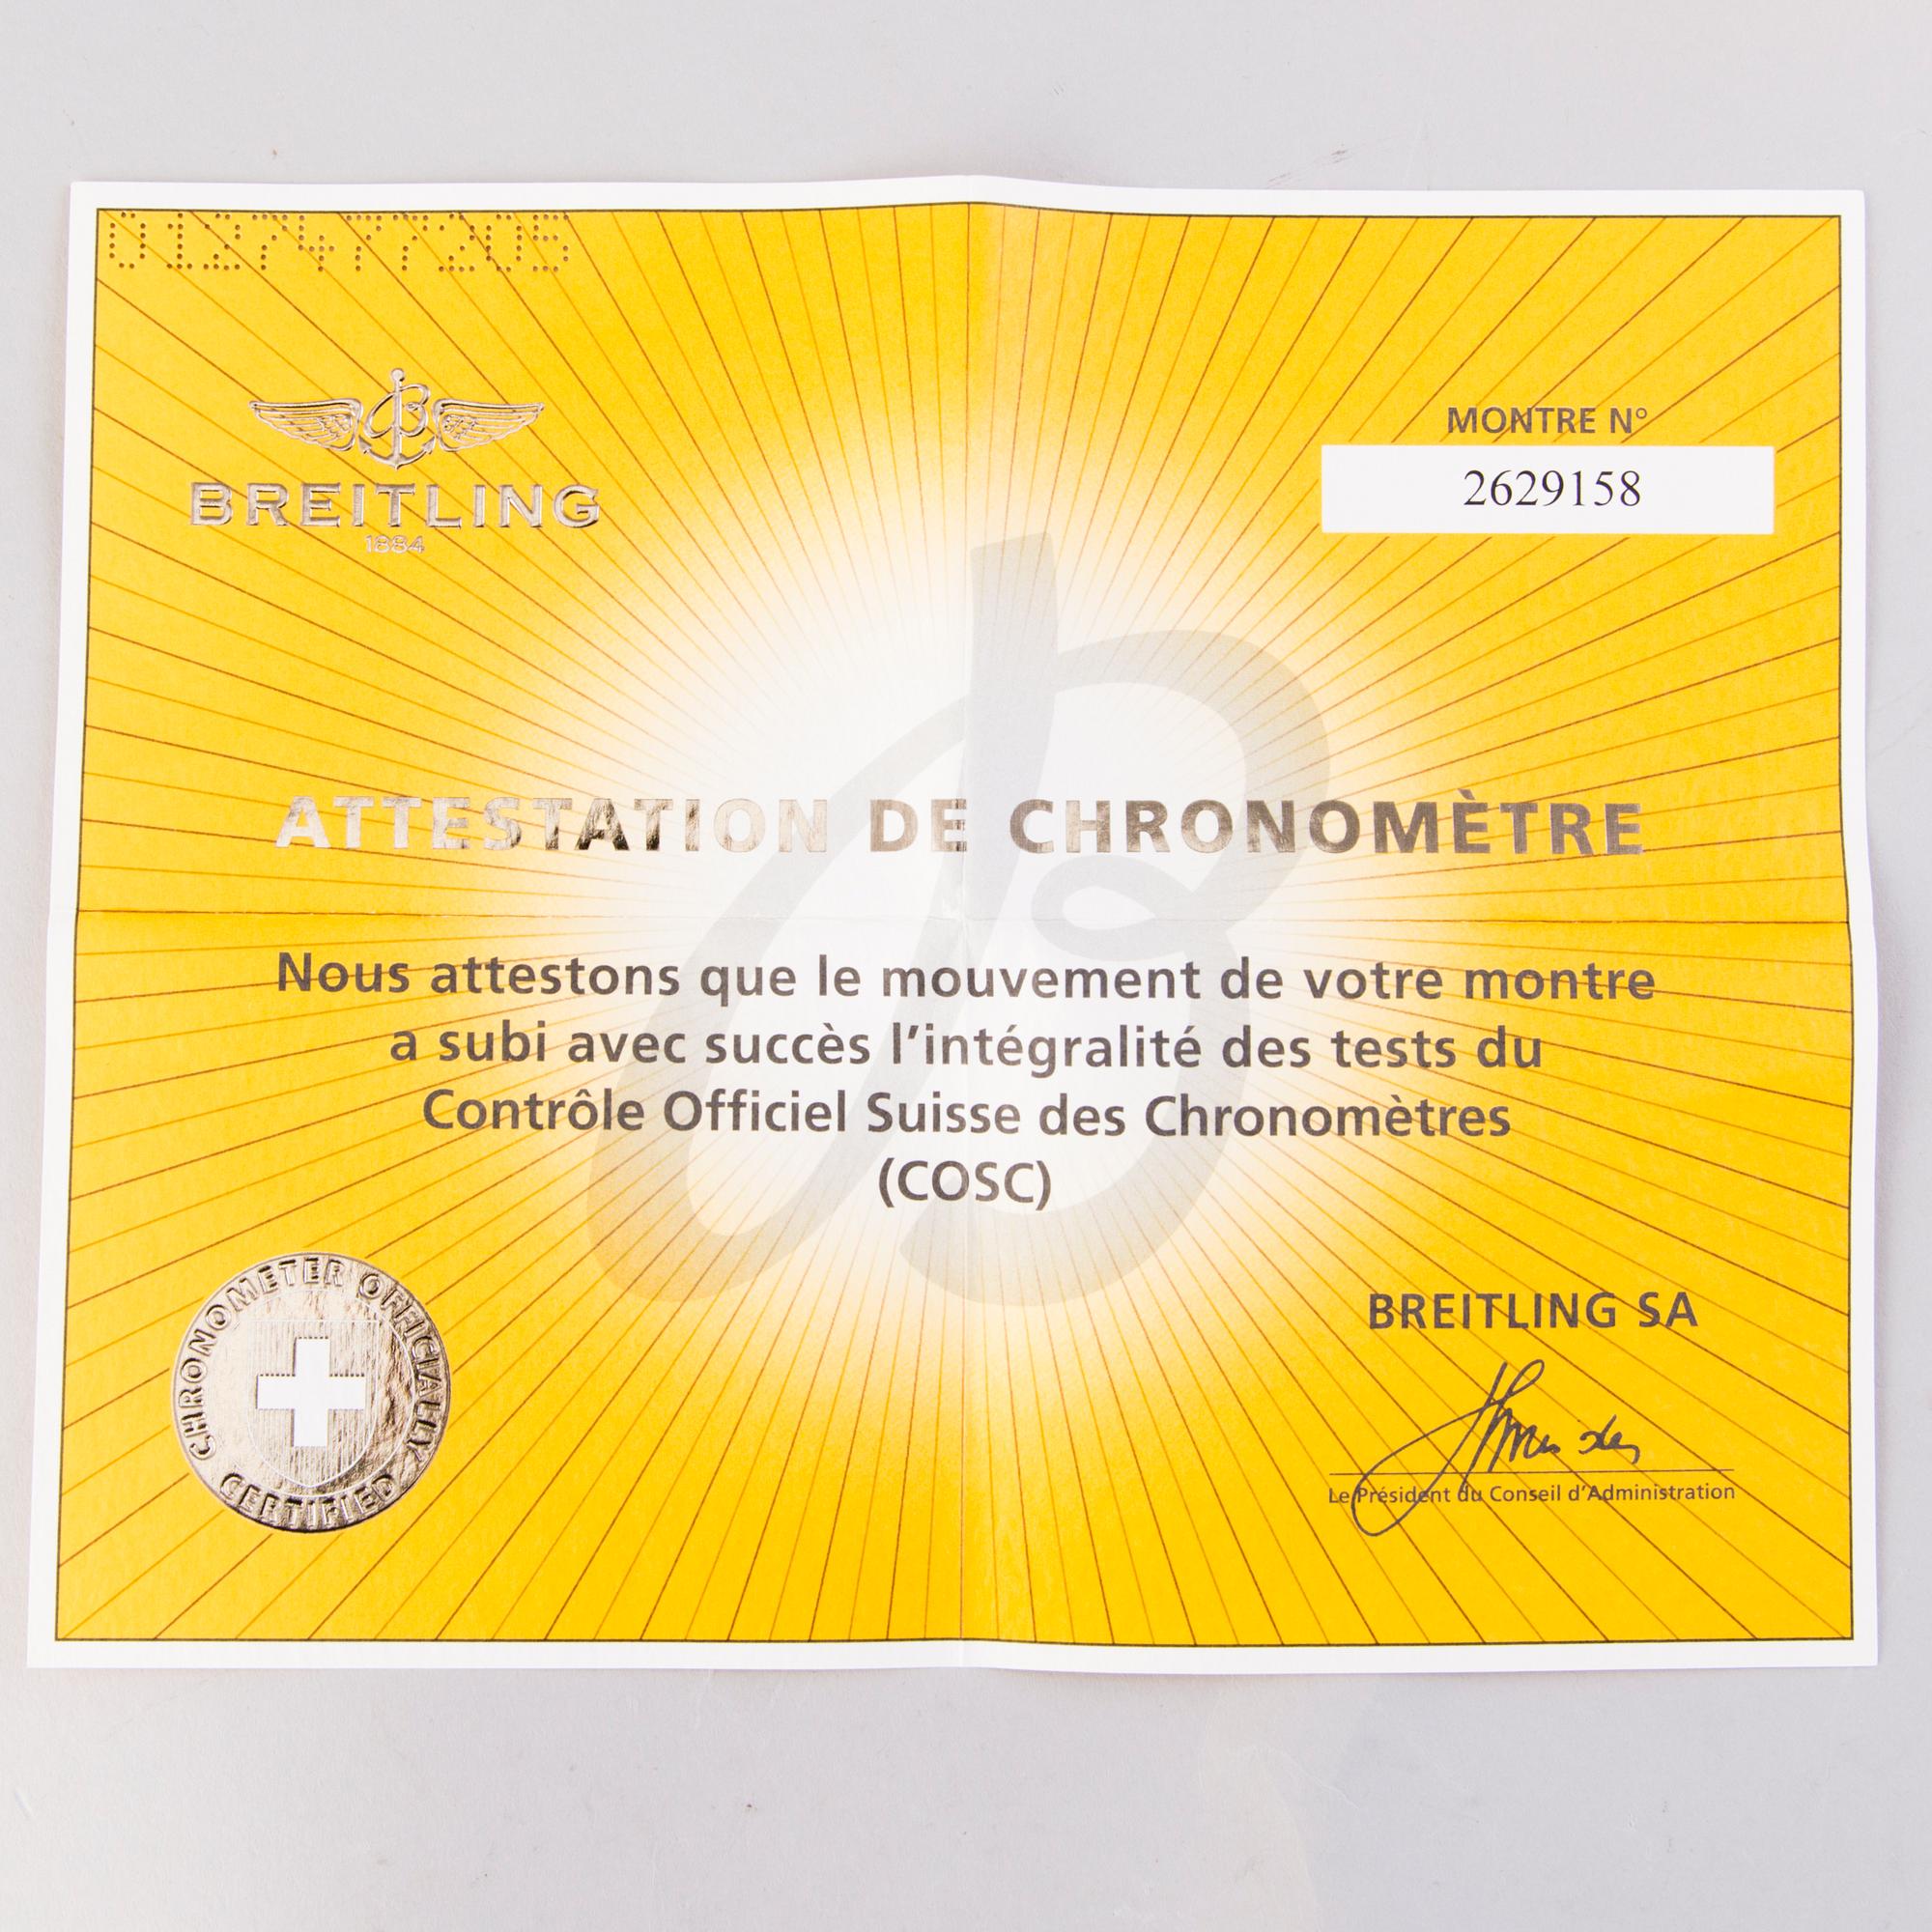 0127477205
BREITLING
1884
MONTRE N°
2629158
ATTESTATION DE CHRONOMÈTRE
Nous attestons que le mouvement de votre montre
a subi avec succès l'intégralité des tests du
Contrôle Officiel Suisse des Chronomètres
(COSC)
CHRONOMETER OFFICIALLY
CERTIFIED
BREITLING SA
Le Président du Conseil d'Administration